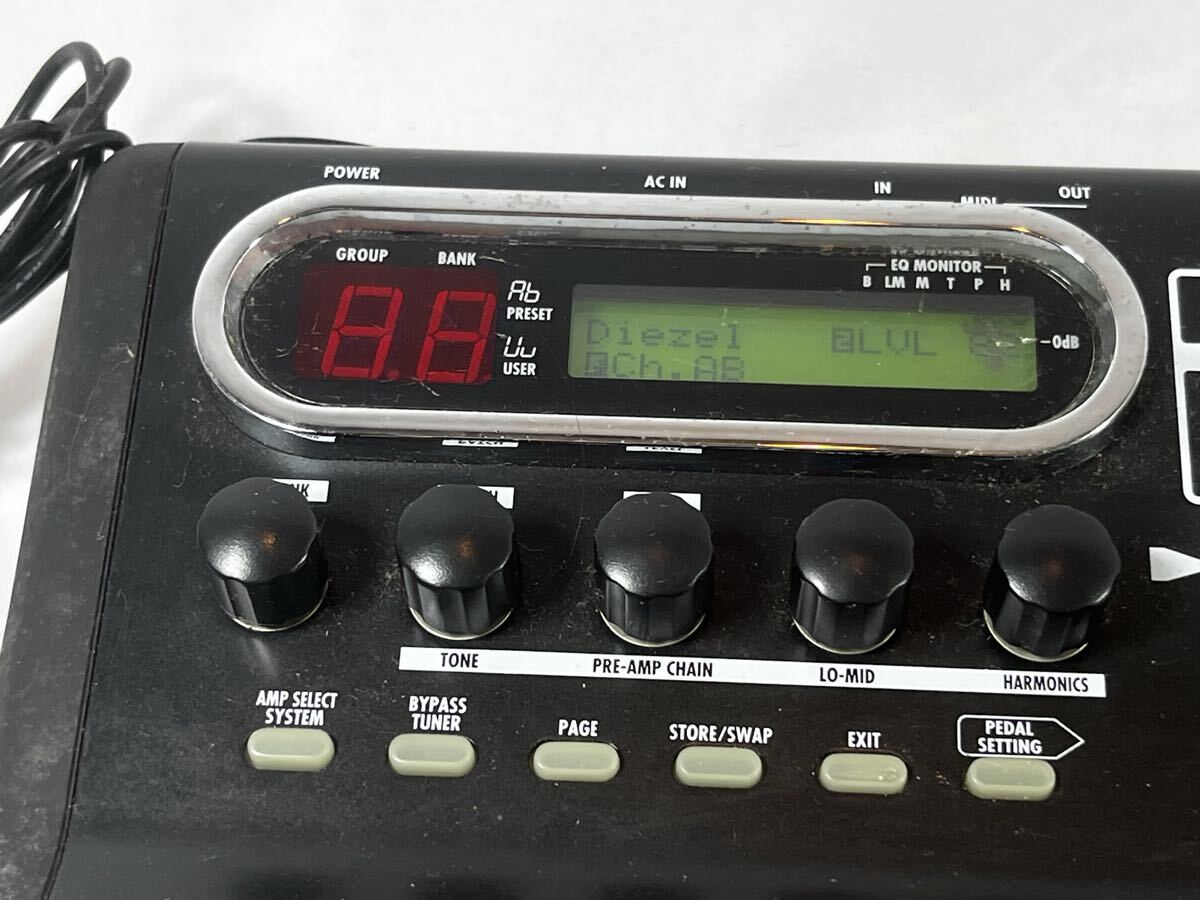 POWER
AC IN
IN
MIDI
OUT
GROUP
BANK
Ab
PRESET
Uu
USER
EQ MONITOR
B LM M T P H
Diezel LVL
Ch.AB
0dB
TONE
PRE-AMP CHAIN
LO-MID
HARMONICS
AMP SELECT
SYSTEM
BYPASS
TUNER
PAGE
STORE/SWAP
EXIT
PEDAL
SETTING